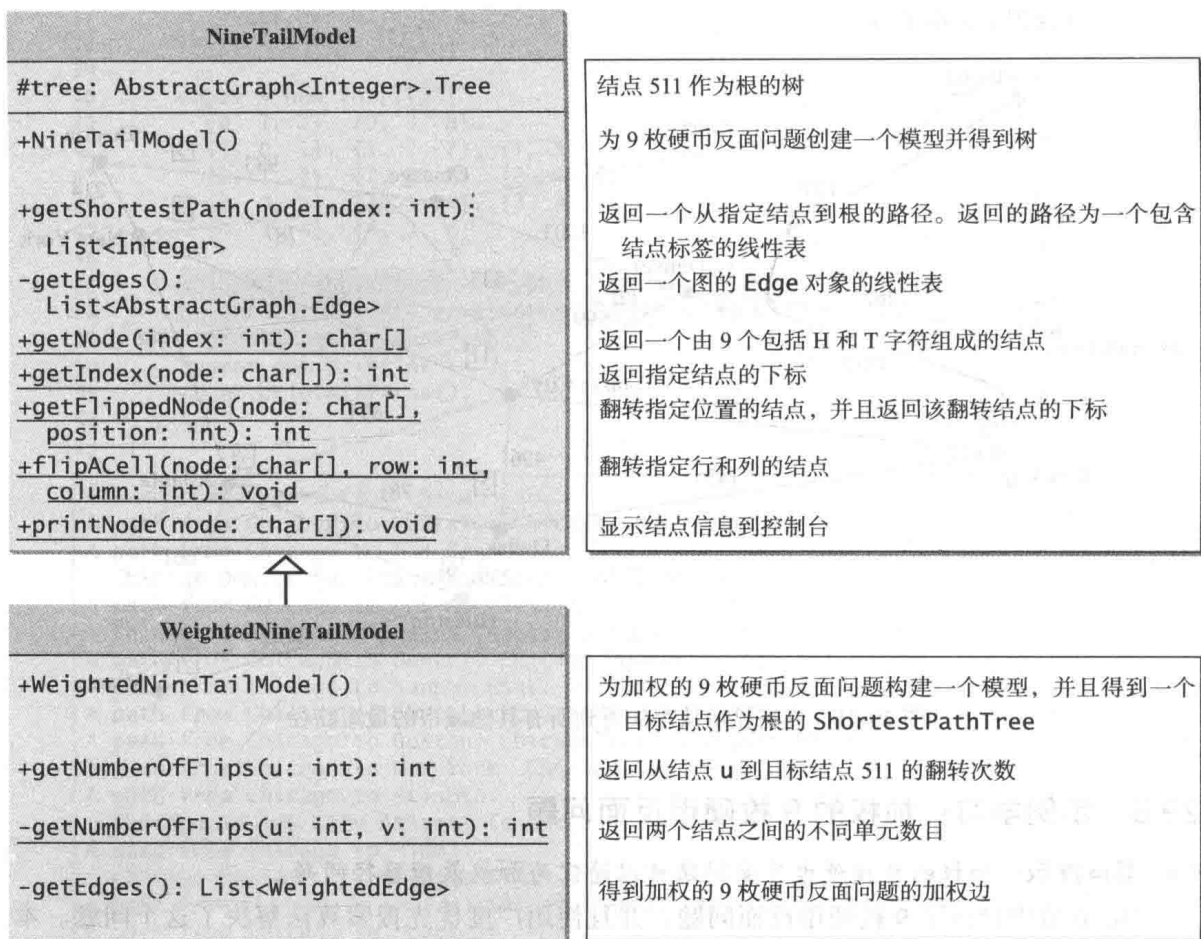 NineTailModel
#tree: AbstractGraph<Integer>.Tree
结点 511 作为根的树
+NineTailModel()
为 9 枚硬币反面问题创建一个模型并得到树
+getShortestPath(nodeIndex: int):
List<Integer>
返回一个从指定结点到根的路径。返回的路径为一个包含
结点标签的线性表
-getEdges():
List<AbstractGraph.Edge>
返回一个图的 Edge 对象的线性表
+getNode(index: int): char[]
返回一个由 9 个包括 H 和 T 字符组成的结点
+getIndex(node: char[]): int
返回指定结点的下标
+getFlippedNode(node: char[],
position: int): int
翻转指定位置的结点，并且返回该翻转结点的下标
+flipACell(node: char[], row: int,
column: int): void
翻转指定行和列的结点
+printNode(node: char[]): void
显示结点信息到控制台
WeightedNineTailModel
+WeightedNineTailModel()
为加权的 9 枚硬币反面问题构建一个模型，并且得到一个
目标结点作为根的 ShortestPathTree
+getNumberOfFlips(u: int): int
返回从结点 u 到目标结点 511 的翻转次数
-getNumberOfFlips(u: int, v: int): int
返回两个结点之间的不同单元数目
-getEdges(): List<WeightedEdge>
得到加权的 9 枚硬币反面问题的加权边